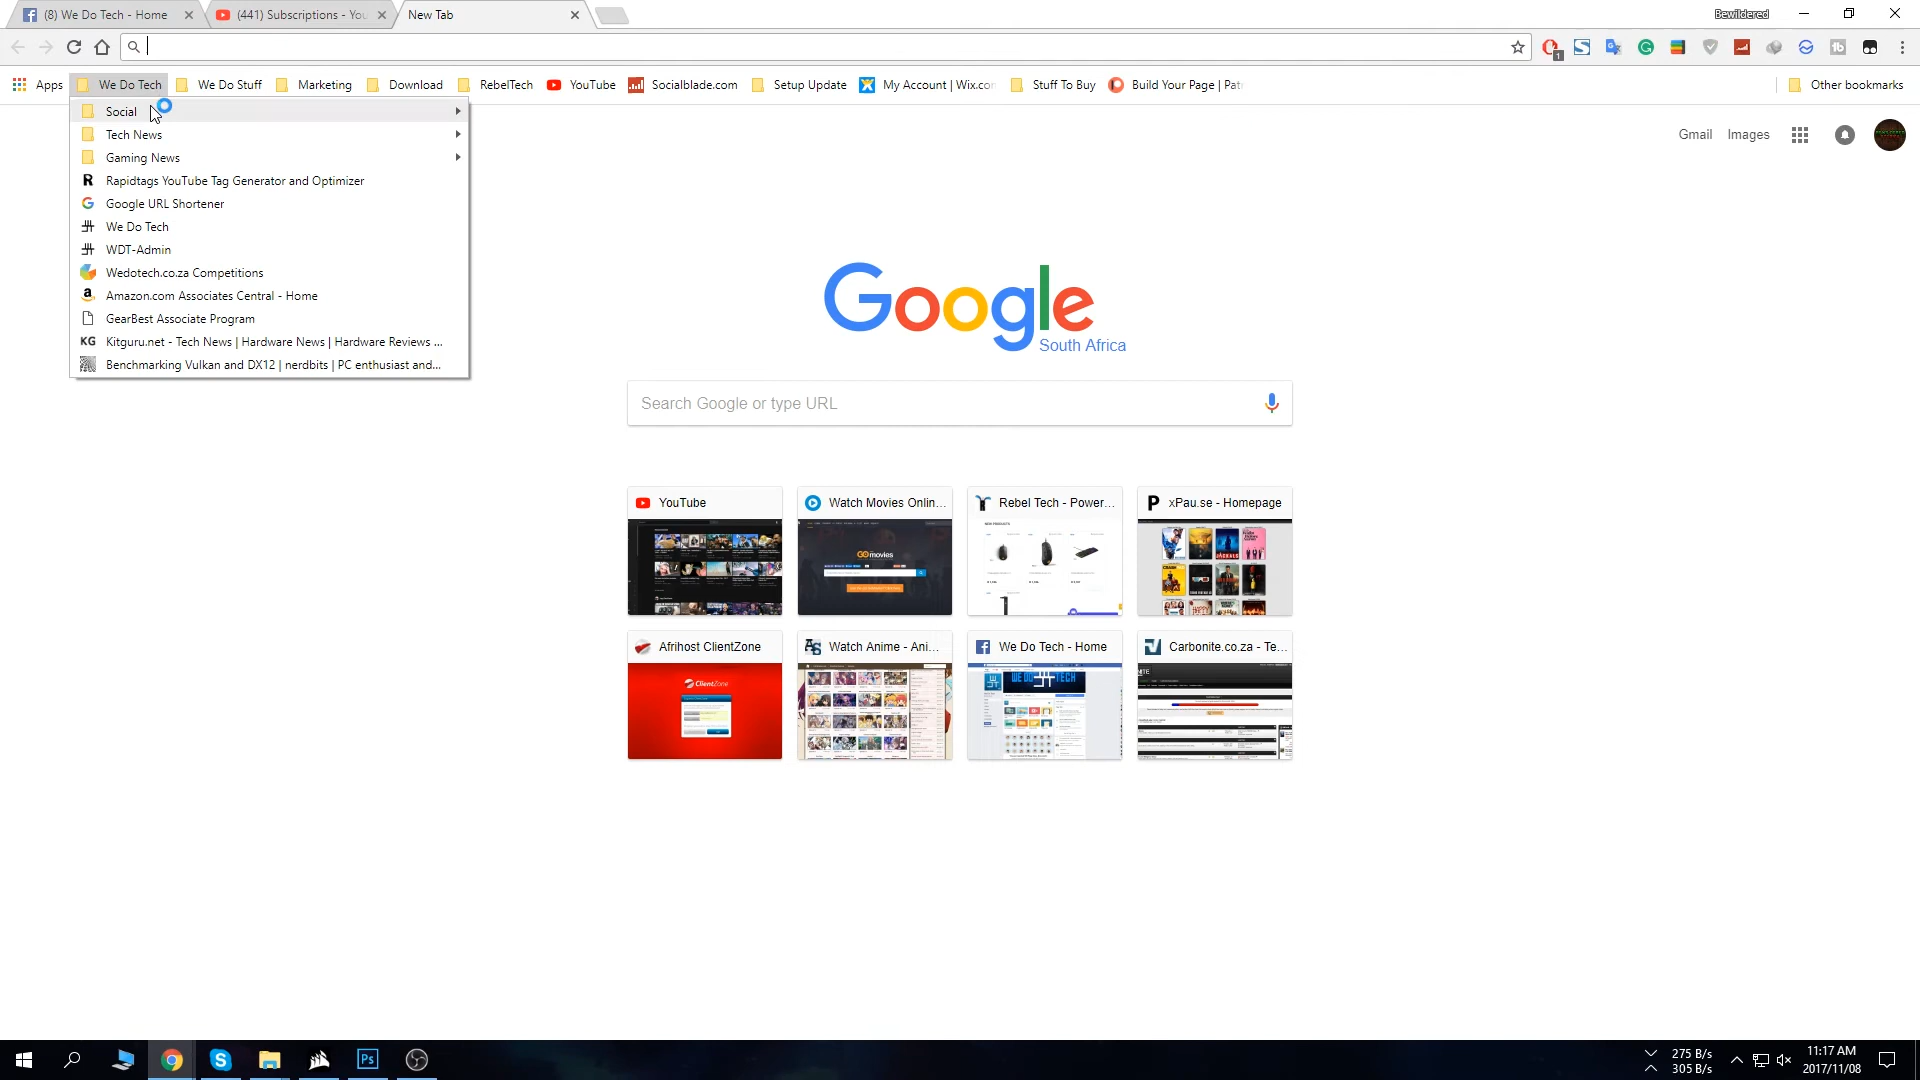 (8) We Do Tech - Home
(441) Subscriptions - You
New Tab
Bewildered
Apps
We Do Tech
We Do Stuff
Marketing
Download
RebelTech
YouTube
Socialblade.com
Setup Update
My Account | Wix.co
Stuff To Buy
Build Your Page | Pat
Other bookmarks
Social
Tech News
Gaming News
Rapidtags YouTube Tag Generator and Optimizer
Google URL Shortener
We Do Tech
WDT-Admin
Wedotech.co.za Competitions
Amazon.com Associates Central - Home
GearBest Associate Program
Kitguru.net - Tech News | Hardware News | Hardware Reviews ...
Benchmarking Vulkan and DX12 | nerdbits | PC enthusiast and...
Gmail
Images
Google
South Africa
Search Google or type URL
YouTube
Watch Movies Onlin...
Rebel Tech - Power...
xPau.se - Homepage
GOmovies
Afrihost ClientZone
Watch Anime - Ani...
We Do Tech - Home
Carbonite.co.za - Te...
ClientZone
WE DO TECH
275 B/s
305 B/s
11:17 AM
2017/11/08